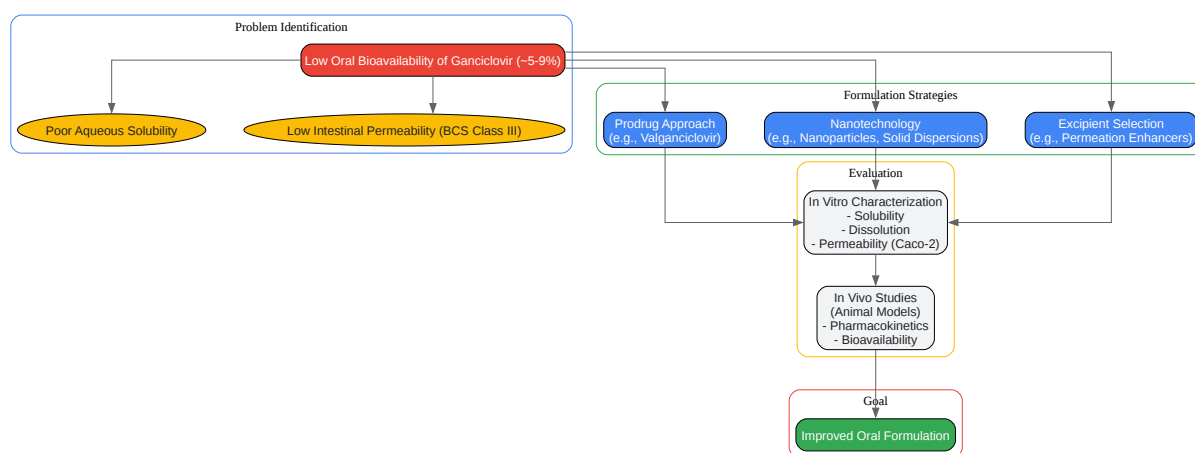 Problem Identification
Low Oral Bioavailability of Ganciclovir (~5-9%)
Poor Aqueous Solubility
Low Intestinal Permeability (BCS Class III)
Formulation Strategies
Prodrug Approach
(e.g., Valganciclovir)
Nanotechnology
(e.g., Nanoparticles, Solid Dispersions)
Excipient Selection
(e.g., Permeation Enhancers)
Evaluation
In Vitro Characterization
- Solubility
- Dissolution
- Permeability (Caco-2)
In Vivo Studies
(Animal Models)
- Pharmacokinetics
- Bioavailability
Goal
Improved Oral Formulation